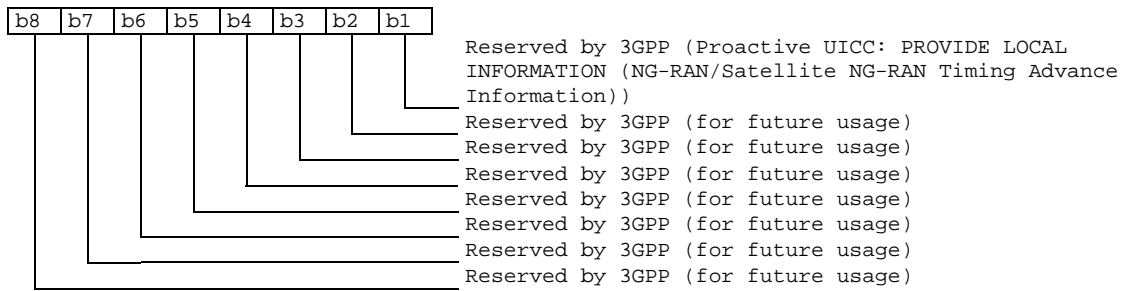 b8 b7 b6 b5 b4 b3 b2 b1
Reserved by 3GPP (Proactive UICC: PROVIDE LOCAL
INFORMATION (NG-RAN/Satellite NG-RAN Timing Advance
Information))
Reserved by 3GPP (for future usage)
Reserved by 3GPP (for future usage)
Reserved by 3GPP (for future usage)
Reserved by 3GPP (for future usage)
Reserved by 3GPP (for future usage)
Reserved by 3GPP (for future usage)
Reserved by 3GPP (for future usage)